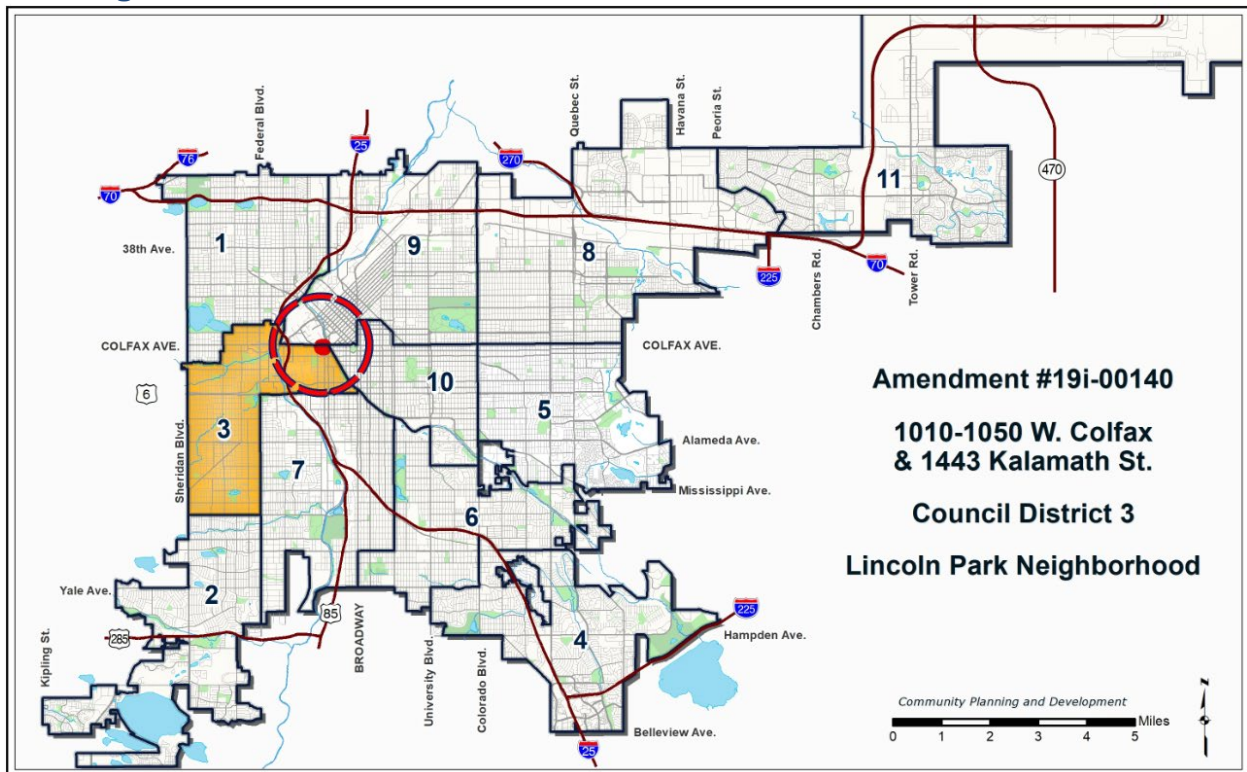 Federal Blvd.
Quebec St.
Havana St.
Peoria St.
76
25
270
70
470
11
1
9
8
38th Ave.
225
Chambers Rd.
70
Tower Rd.
COLFAX AVE.
COLFAX AVE.
6
10
5
3
Sheridan Blvd.
7
Alameda Ave.
Mississippi Ave.
6
Amendment #19i-00140
1010-1050 W. Colfax
& 1443 Kalamath St.
Council District 3
Lincoln Park Neighborhood
Yale Ave.
2
85
285
BROADWAY
University Blvd.
Colorado Blvd.
4
225
Hampden Ave.
Kipling St.
Belleview Ave.
25
Community Planning and Development
Miles
0 1 2 3 4 5
N